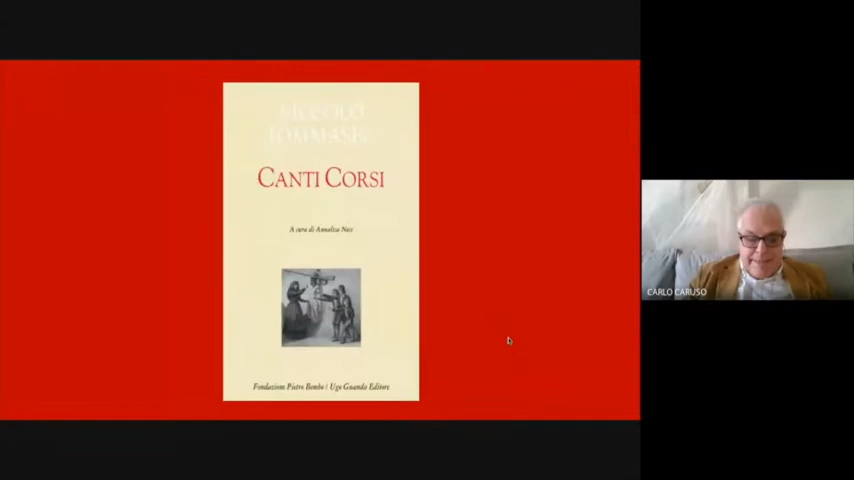 NICCOLÒ
TOMMASEO
CANTI CORSI
A cura di Annalisa Nesi
Fondazione Pietro Bembo / Ugo Guanda Editore
CARLO CARUSO